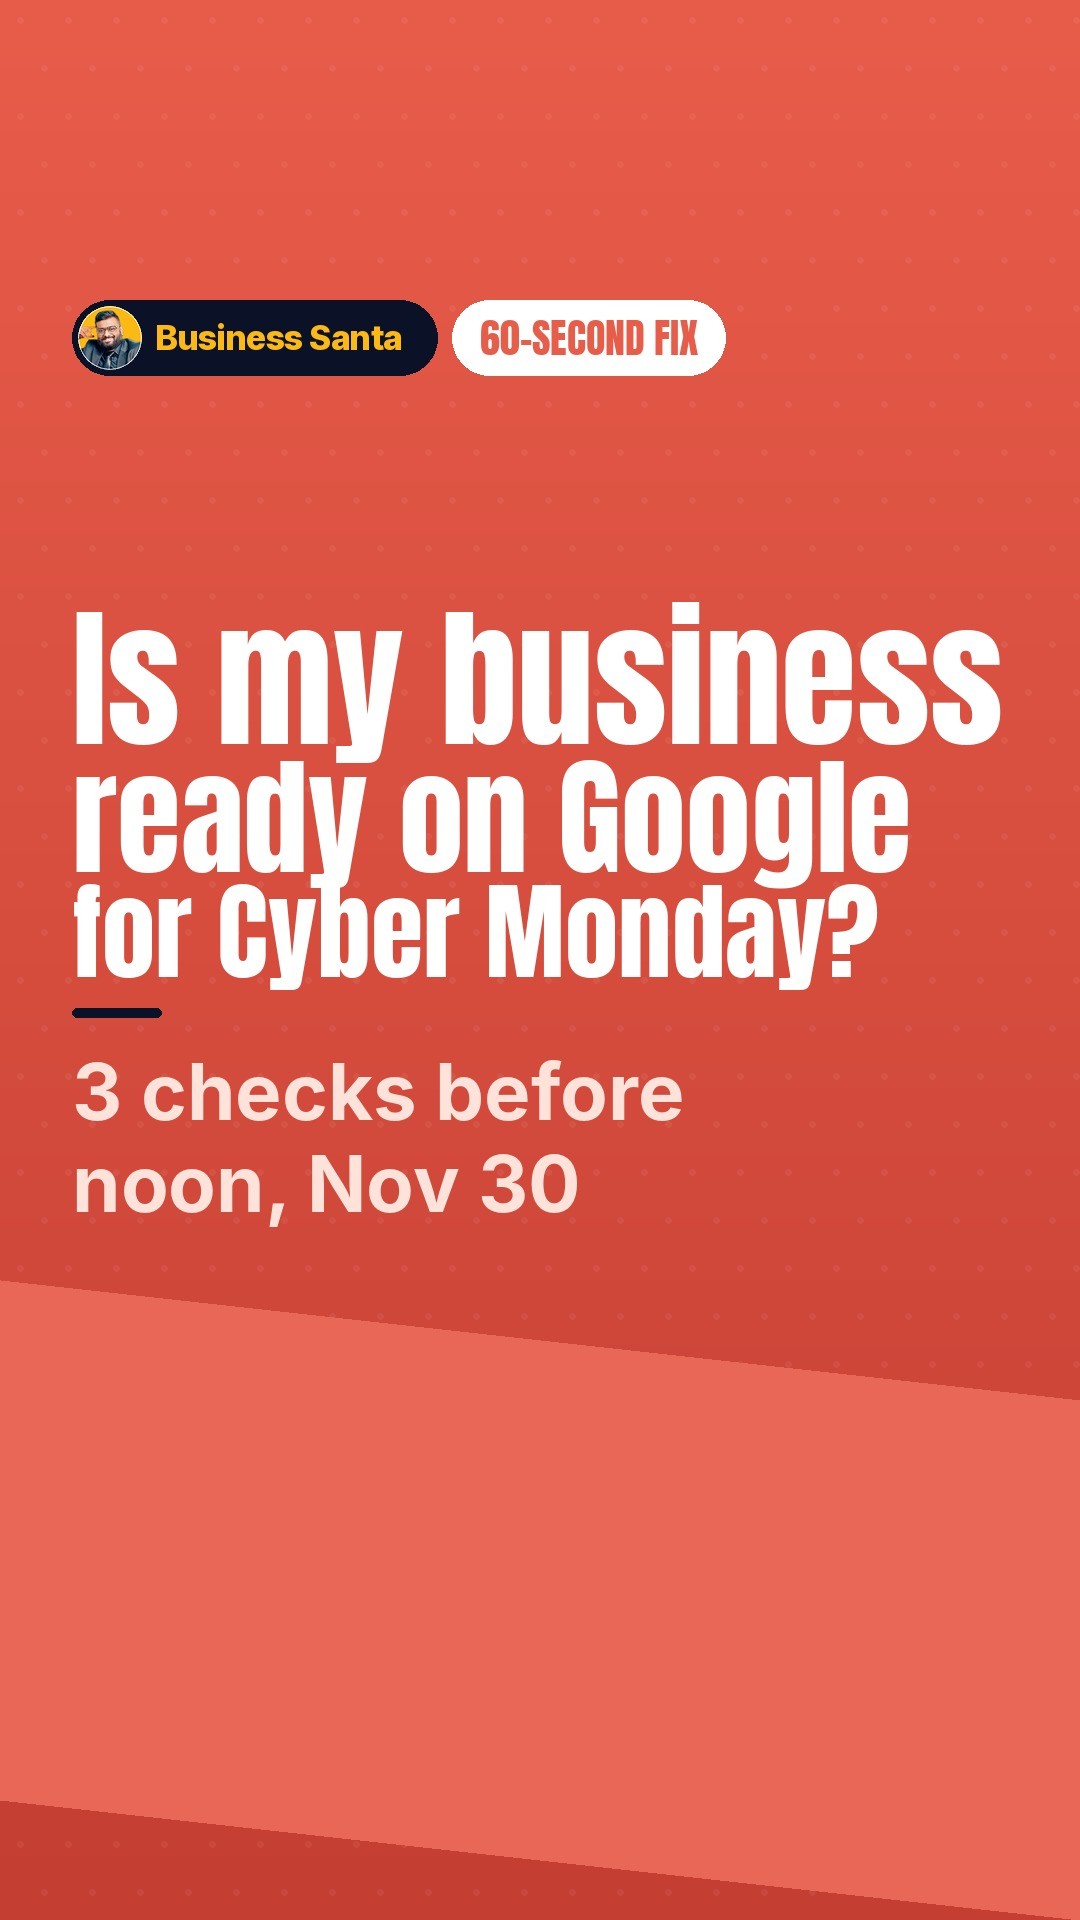 Business Santa
60-SECOND FIX
Is my business
ready on Google
for Cyber Monday?
3 checks before
noon, Nov 30